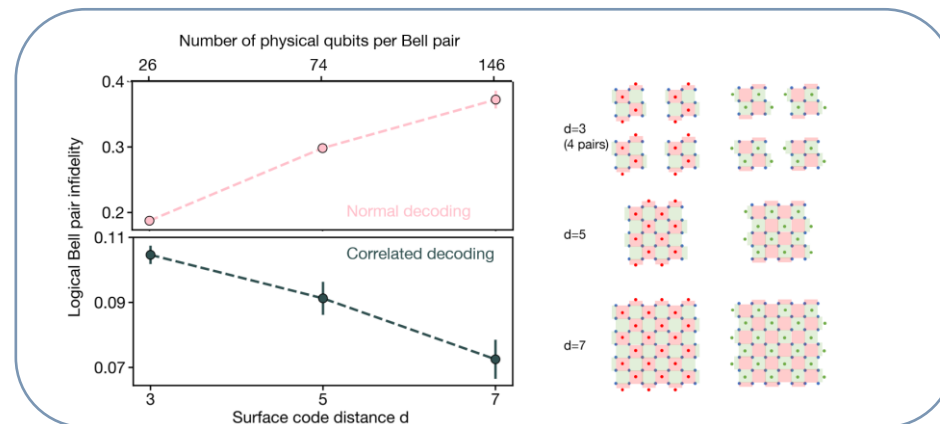 Number of physical qubits per Bell pair
26 74 146
Logical Bell pair infidelity
0.4
0.3
0.2
Normal decoding
0.11
0.09
0.07
Correlated decoding
3 5 7
Surface code distance d
d=3
(4 pairs)
d=5
d=7